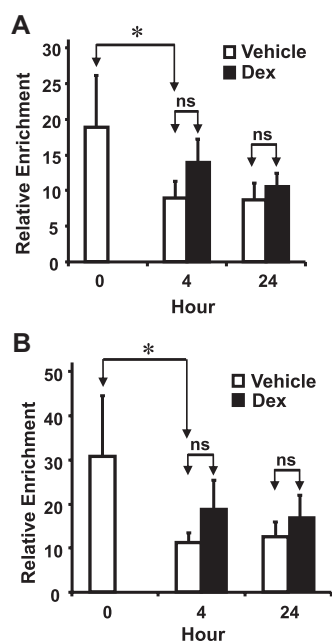 A
*
30
Vehicle
Dex
25
ns
20
ns
15
10
5
0
Relative Enrichment
0 4 24
Hour
B
*
50
Vehicle
Dex
40
ns
ns
30
20
10
0
Relative Enrichment
0 4 24
Hour